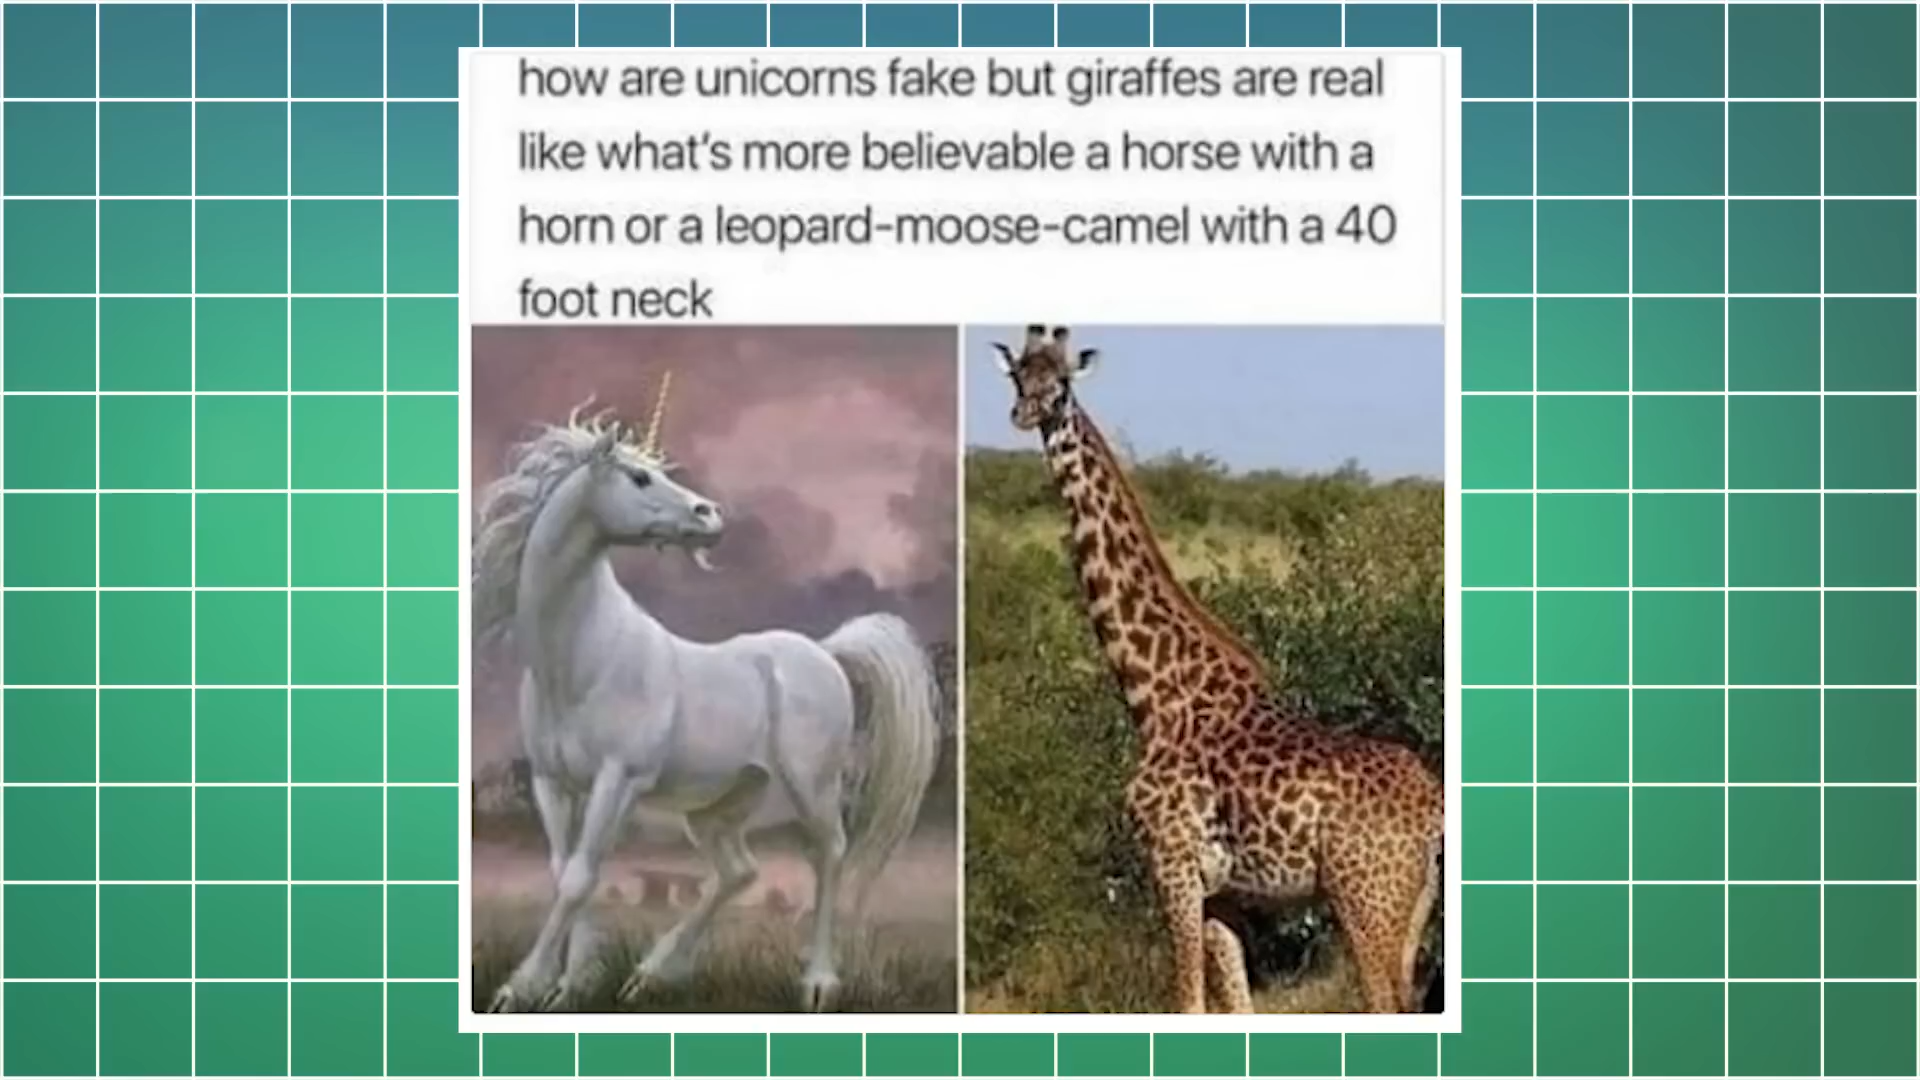 how are unicorns fake but giraffes are real
like what's more believable a horse with a
horn or a leopard-moose-camel with a 40
foot neck